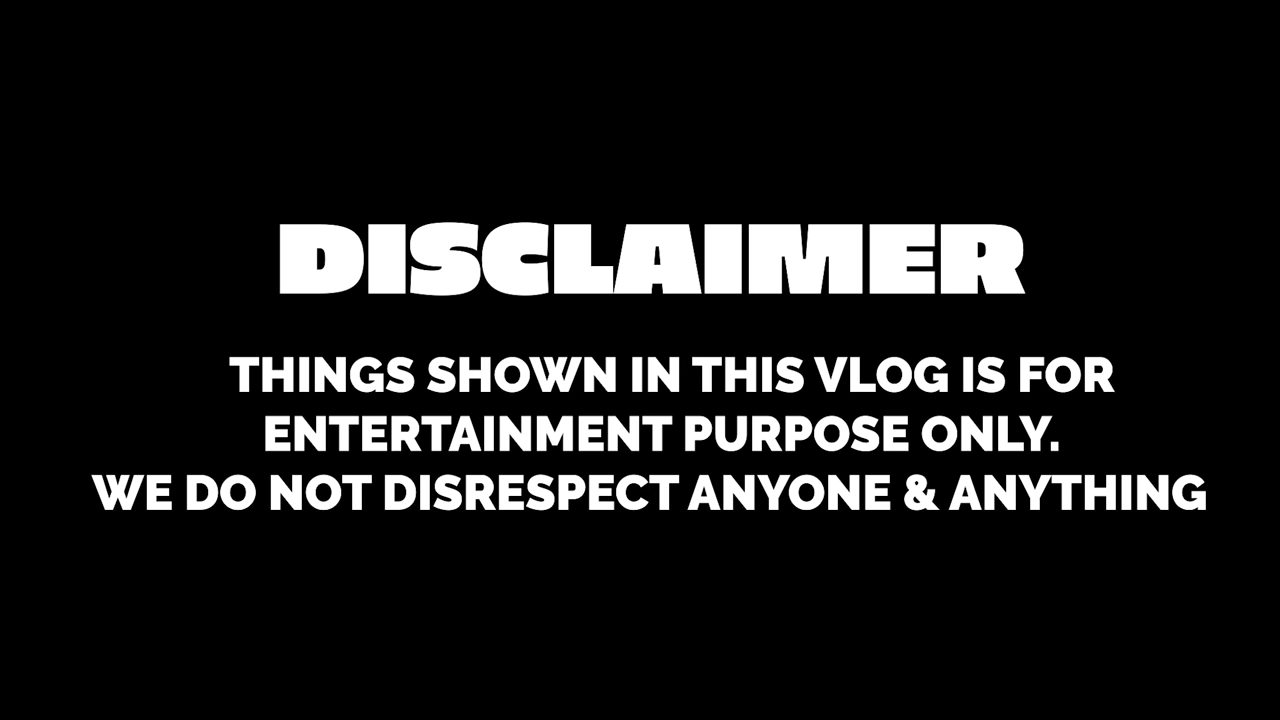 DISCLAIMER
THINGS SHOWN IN THIS VLOG IS FOR
ENTERTAINMENT PURPOSE ONLY.
WE DO NOT DISRESPECT ANYONE & ANYTHING